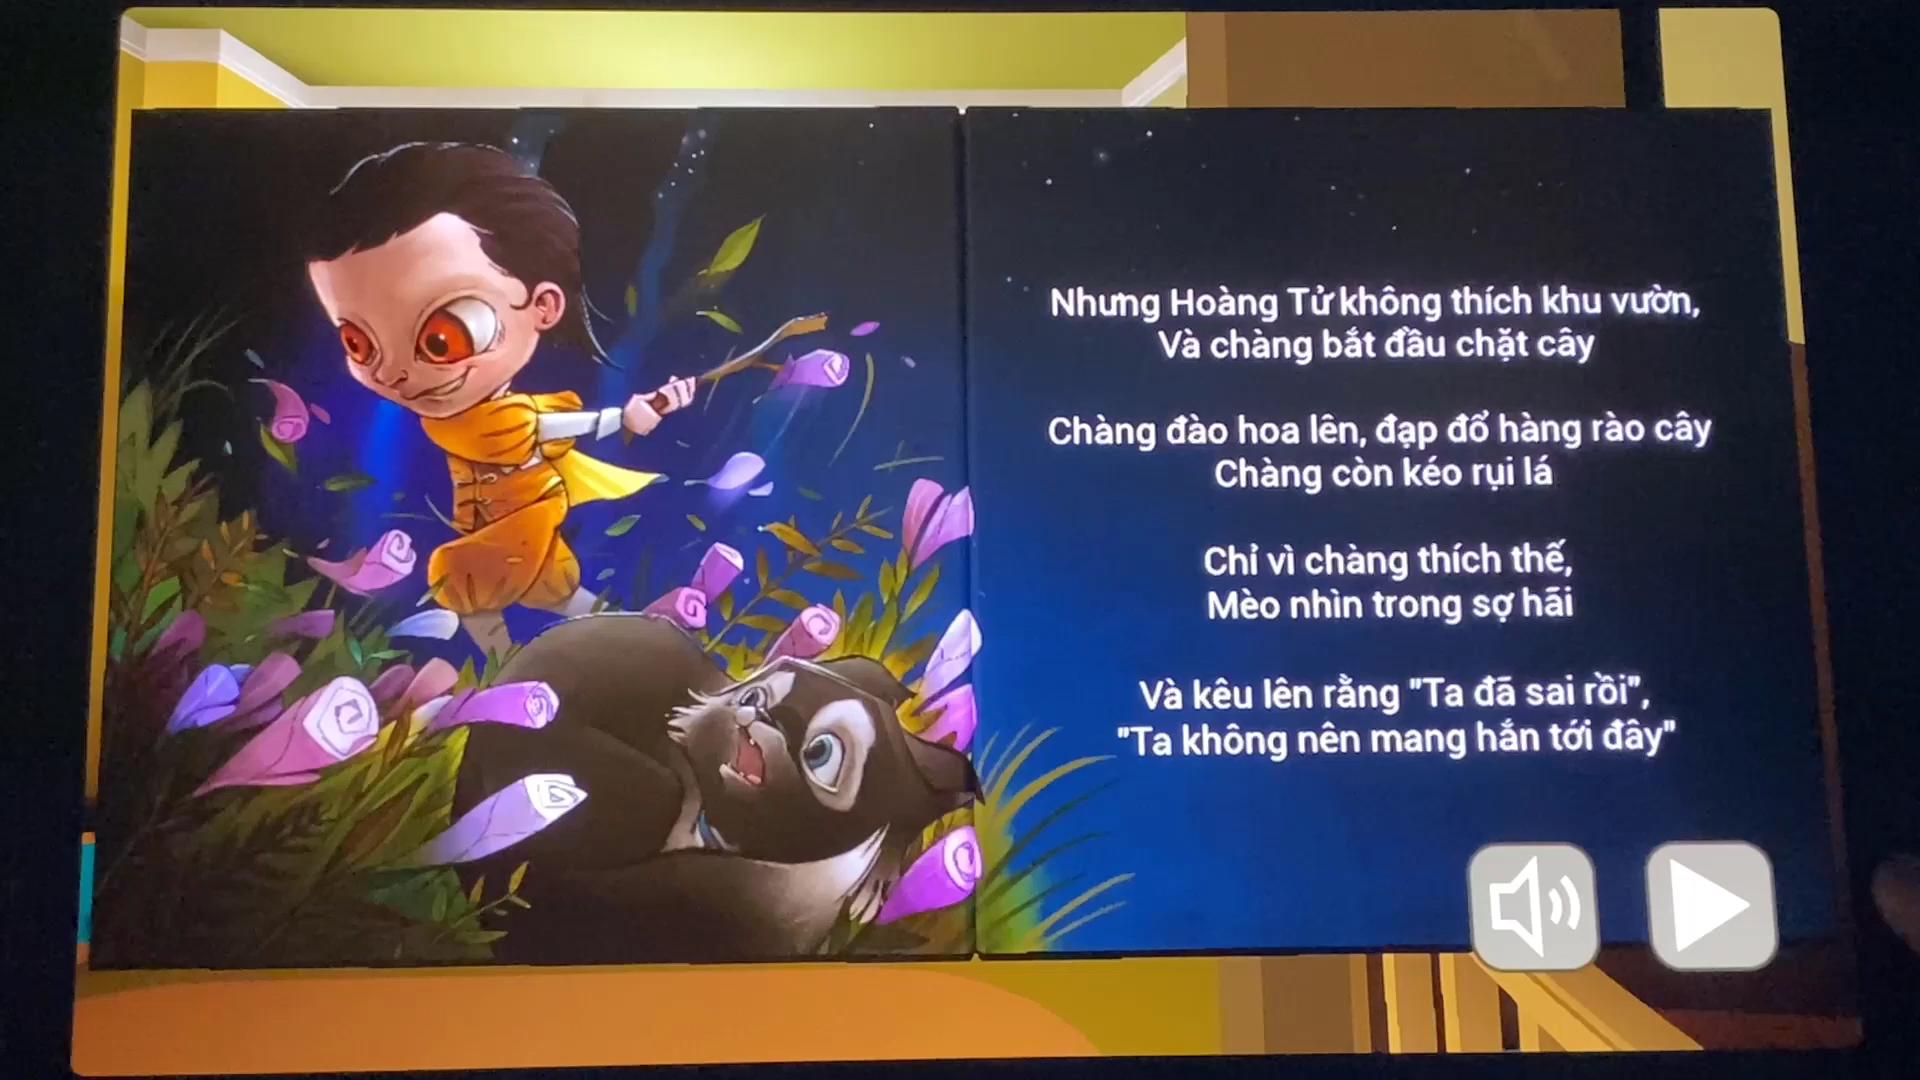 Nhưng Hoàng Tử không thích khu vườn,
Và chàng bắt đầu chặt cây
Chàng đào hoa lên, đạp đổ hàng rào cây
Chàng còn kéo rụi lá
Chỉ vì chàng thích thế,
Mèo nhìn trong sợ hãi
Và kêu lên rằng "Ta đã sai rồi",
"Ta không nên mang hắn tới đây"